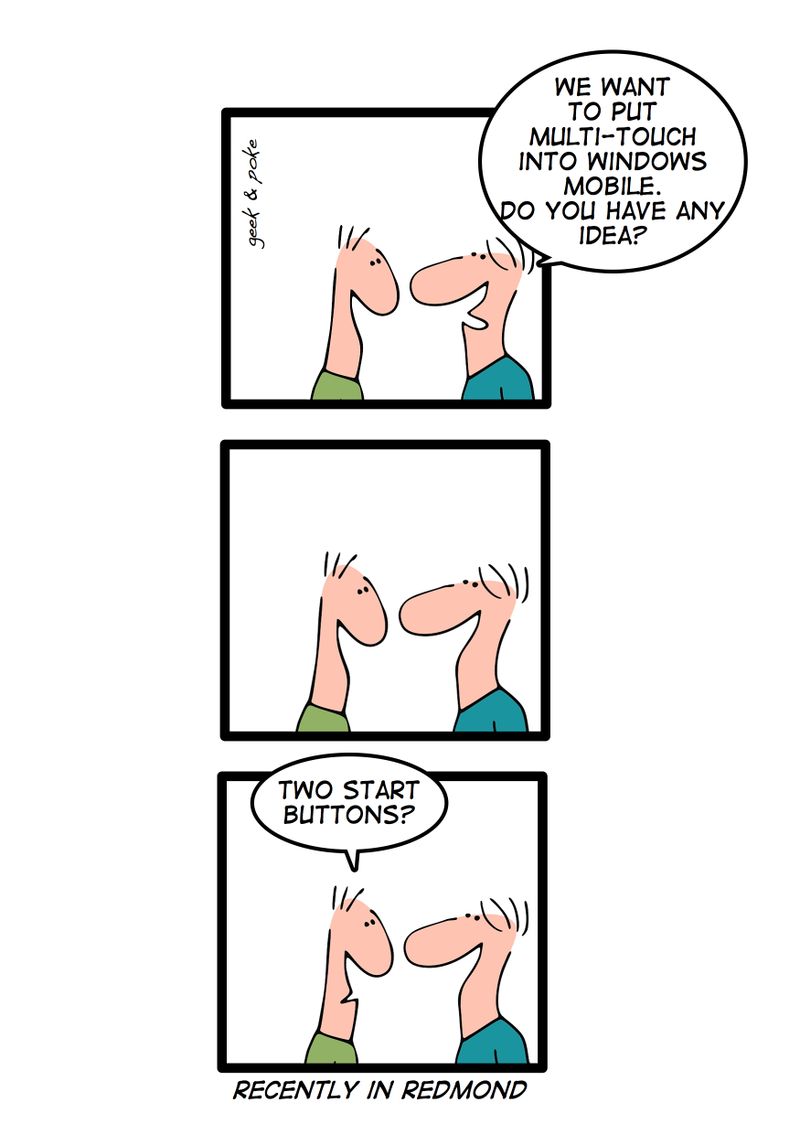 geek & poke
WE WANT
TO PUT
MULTI-TOUCH
INTO WINDOWS
MOBILE.
DO YOU HAVE ANY
IDEA?
TWO START
BUTTONS?
RECENTLY IN REDMOND